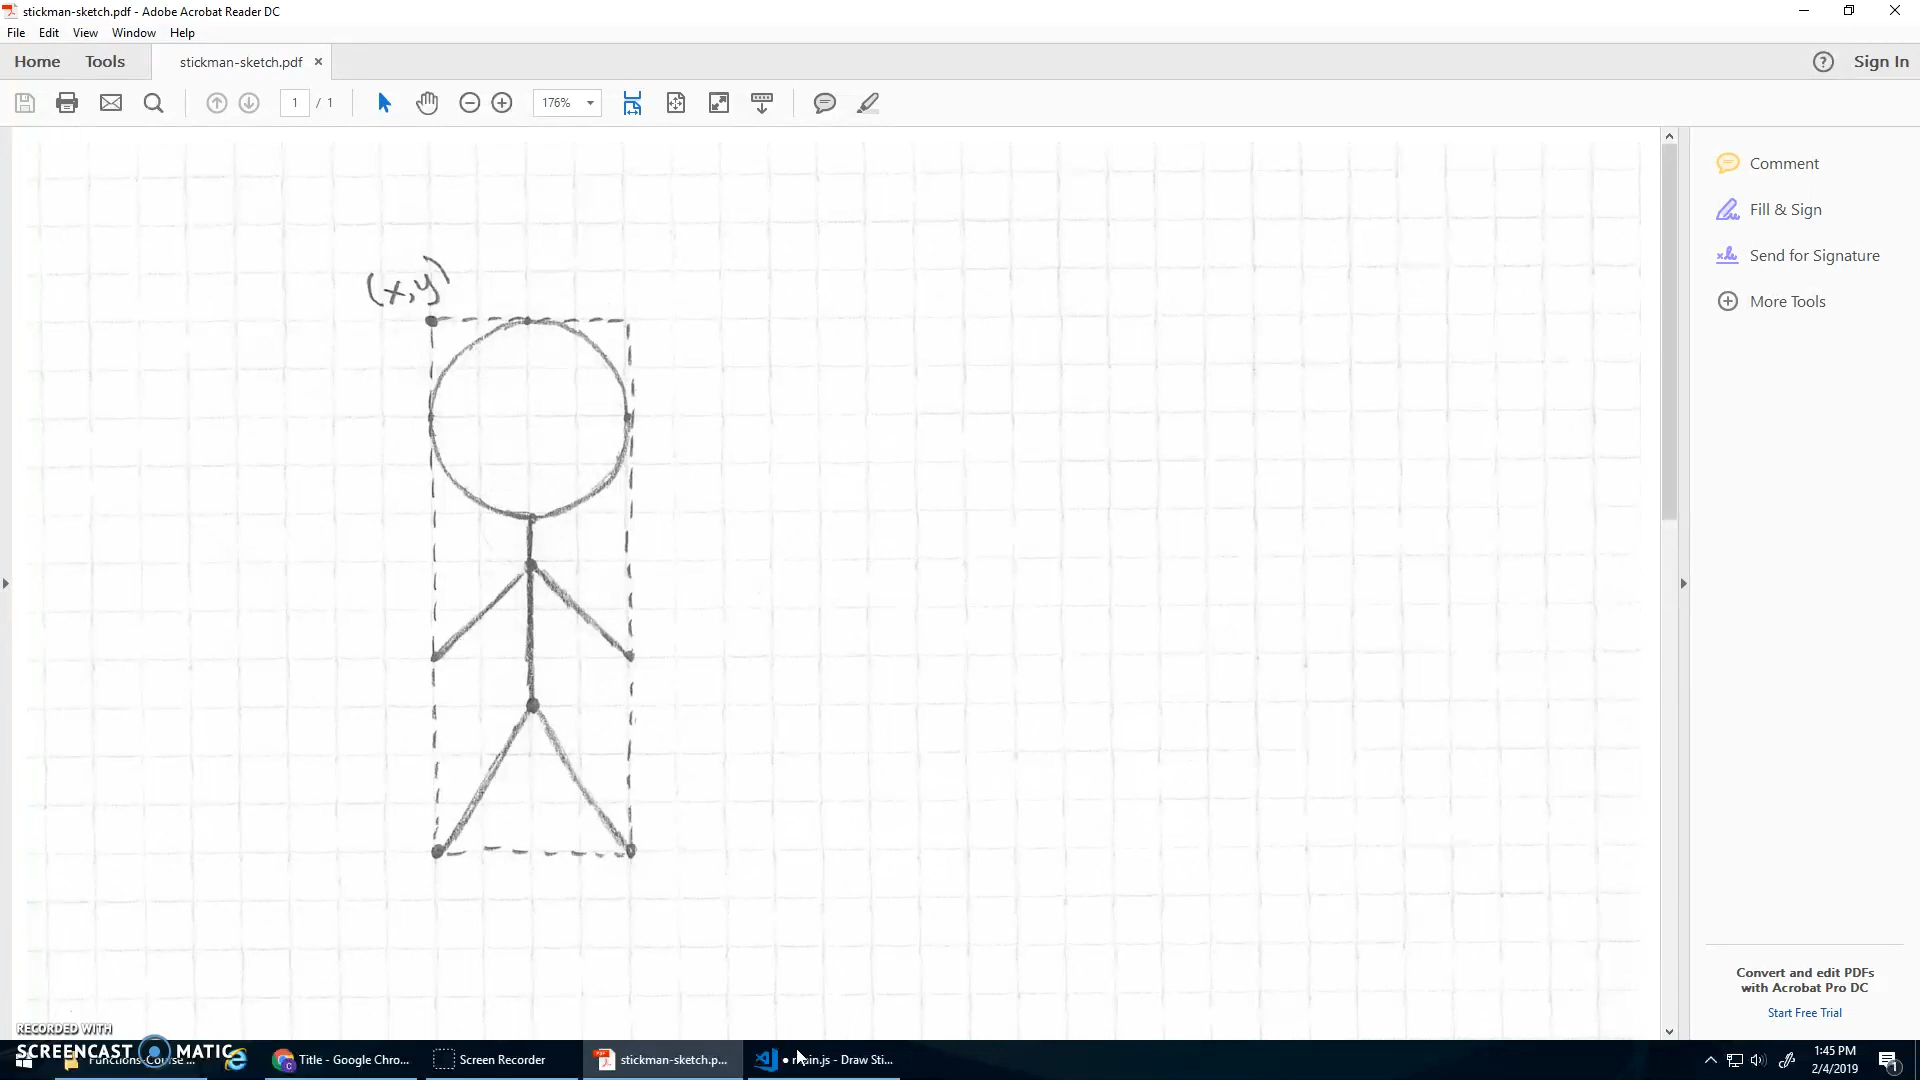 stickman-sketch.pdf - Adobe Acrobat Reader DC
File Edit View Window Help
Home Tools stickman-sketch.pdf × Sign In
1 / 1 176%
Comment
Fill & Sign
Send for Signature
More Tools
(x,y)
Convert and edit PDFs
with Acrobat Pro DC
Start Free Trial
RECORDED WITH
SCREENCAST MATIC
Title - Google Chro... Screen Recorder stickman-sketch.p... - Draw Sti...
1:45 PM
2/4/2019
1